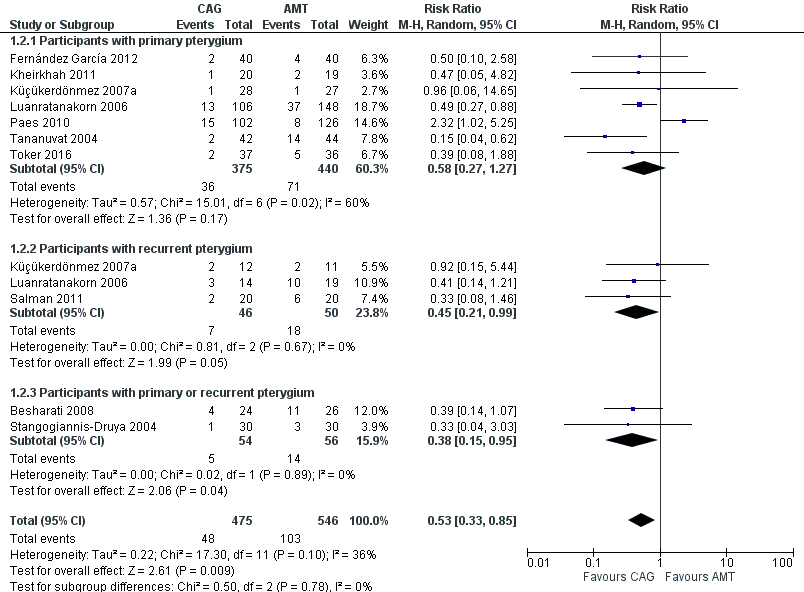 CAG AMT Risk Ratio Risk Ratio
Study or Subgroup Events Total Events Total Weight M-H, Random, 95% CI M-H, Random, 95% CI
1.2.1 Participants with primary pterygium
Fernández García 2012 2 40 4 40 6.3% 0.50 [0.10, 2.58]
Kheirkhah 2011 1 20 2 19 3.6% 0.47 [0.05, 4.82]
Küçükerdönmez 2007a 1 28 1 27 2.7% 0.96 [0.06, 14.65]
Luanratanakorn 2006 13 106 37 148 18.7% 0.49 [0.27, 0.88]
Paes 2010 15 102 8 126 14.5% 2.32 [1.02, 5.25]
Tananuvat 2004 2 42 14 44 7.8% 0.15 [0.04, 0.62]
Toker 2016 2 37 5 36 6.7% 0.39 [0.08, 1.88]
Subtotal (95% CI) 375 440 60.3% 0.58 [0.27, 1.27]
Total events 36 71
Heterogeneity: Tau² = 0.57; Chi² = 15.01, df = 6 (P = 0.02); I² = 60%
Test for overall effect: Z = 1.36 (P = 0.17)
1.2.2 Participants with recurrent pterygium
Küçükerdönmez 2007a 2 12 2 11 5.5% 0.92 [0.15, 5.44]
Luanratanakorn 2006 3 14 10 19 10.9% 0.41 [0.14, 1.21]
Salman 2011 2 20 6 20 7.4% 0.33 [0.08, 1.46]
Subtotal (95% CI) 46 50 23.8% 0.45 [0.21, 0.99]
Total events 7 18
Heterogeneity: Tau² = 0.00; Chi² = 0.81, df = 2 (P = 0.67); I² = 0%
Test for overall effect: Z = 1.99 (P = 0.05)
1.2.3 Participants with primary or recurrent pterygium
Besharati 2008 4 24 11 26 12.0% 0.39 [0.14, 1.07]
Stangogiannis-Druya 2004 1 30 3 30 3.9% 0.33 [0.04, 3.03]
Subtotal (95% CI) 54 56 15.9% 0.38 [0.15, 0.95]
Total events 5 14
Heterogeneity: Tau² = 0.00; Chi² = 0.02, df = 1 (P = 0.89); I² = 0%
Test for overall effect: Z = 2.06 (P = 0.04)
Total (95% CI) 475 546 100.0% 0.53 [0.33, 0.85]
Total events 48 103
Heterogeneity: Tau² = 0.22; Chi² = 17.30, df = 11 (P = 0.10); I² = 36%
Test for overall effect: Z = 2.61 (P = 0.009)
Test for subgroup differences: Chi² = 0.50, df = 2 (P = 0.78), I² = 0%
0.01 0.1 1 10 100
Favours CAG Favours AMT